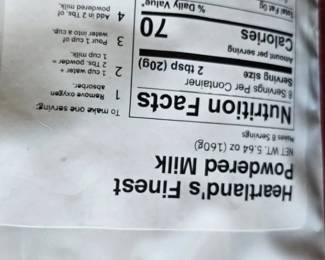 Heartland's Finest
Powdered Milk
NET WT. 5.64 oz (160g)
Makes 8 Servings
Nutrition Facts
8 Servings Per Container
Serving size 2 tbsp (20g)
Amount per serving
Calories 70
% Daily Value*
Total Fat 0g
To make one serving:
1 Remove oxygen
absorber.
2 1 cup water +
2 Tbs. powder =
1 cup milk
3 Pour 1 cup of
water into a cup.
4 Add in 2 Tbs. of
powdered milk